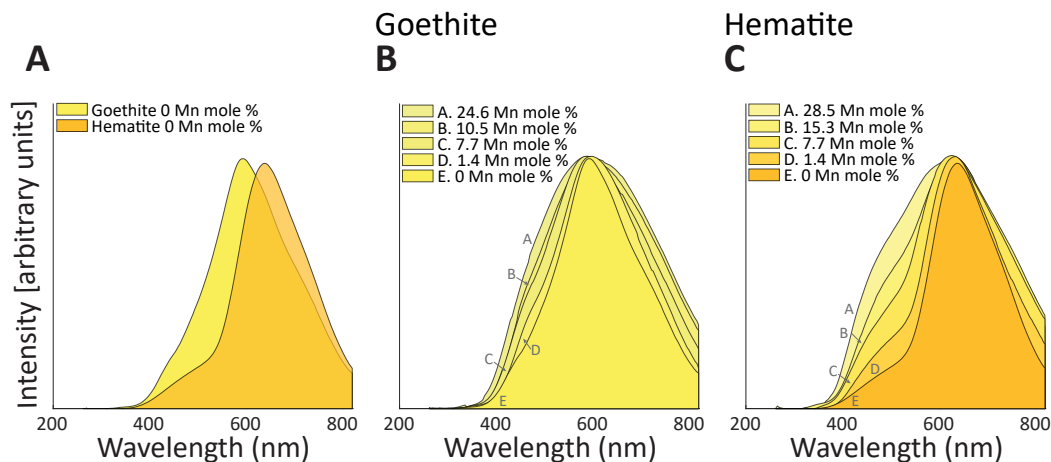 Goethite
Hematite
A
B
C
Goethite 0 Mn mole %
Hematite 0 Mn mole %
A. 24.6 Mn mole %
B. 10.5 Mn mole %
C. 7.7 Mn mole %
D. 1.4 Mn mole %
E. 0 Mn mole %
A. 28.5 Mn mole %
B. 15.3 Mn mole %
C. 7.7 Mn mole %
D. 1.4 Mn mole %
E. 0 Mn mole %
Intensity [arbitrary units]
A
B
C
D
E
A
B
C
D
E
200 400 600 800
200 400 600 800
200 400 600 800
Wavelength (nm)
Wavelength (nm)
Wavelength (nm)